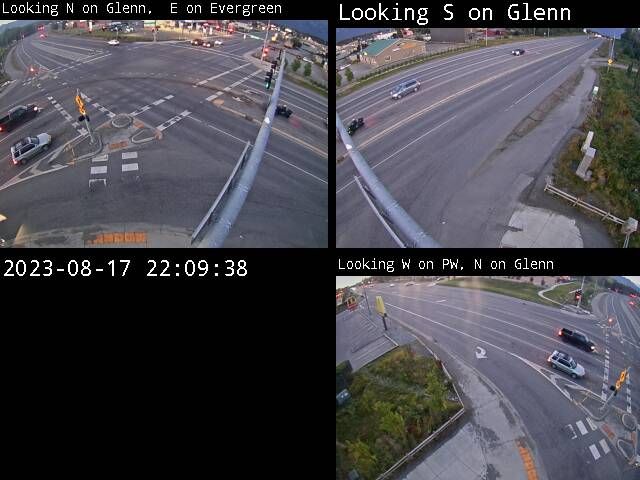 Looking N on Glenn,  E on Evergreen
Looking S on Glenn
2023-08-17 22:09:38
Looking W on PW, N on Glenn